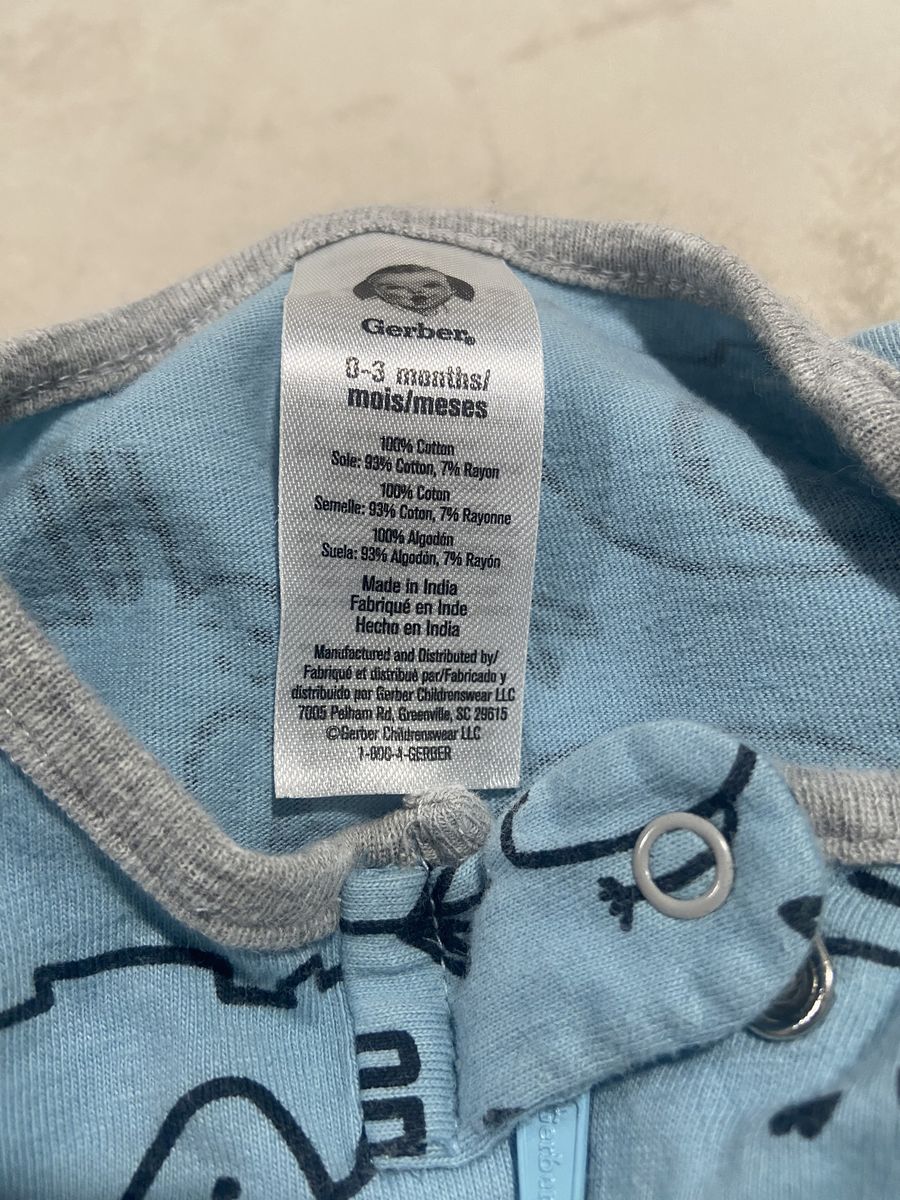 Gerber®
0-3 months/
mois/meses
100% Cotton
Sole: 93% Cotton, 7% Rayon
100% Coton
Semelle: 93% Coton, 7% Rayonne
100% Algodón
Suela: 93% Algodón, 7% Rayón
Made in India
Fabriqué en Inde
Hecho en India
Manufactured and Distributed by/
Fabriqué et distribué par/Fabricado y
distribuido por Gerber Childrenswear LLC
7005 Pelham Rd, Greenville, SC 29615
©Gerber Childrenswear LLC
1-800-4-GERBER